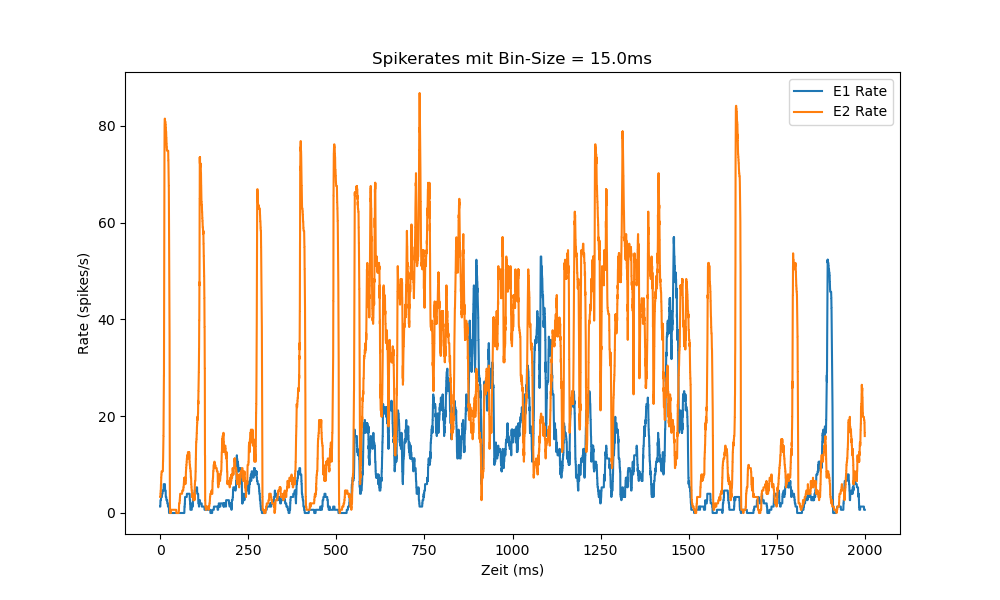 Spikerates mit Bin-Size = 15.0ms
E1 Rate
E2 Rate
Rate (spikes/s)
80
60
40
20
0
0 250 500 750 1000 1250 1500 1750 2000
Zeit (ms)